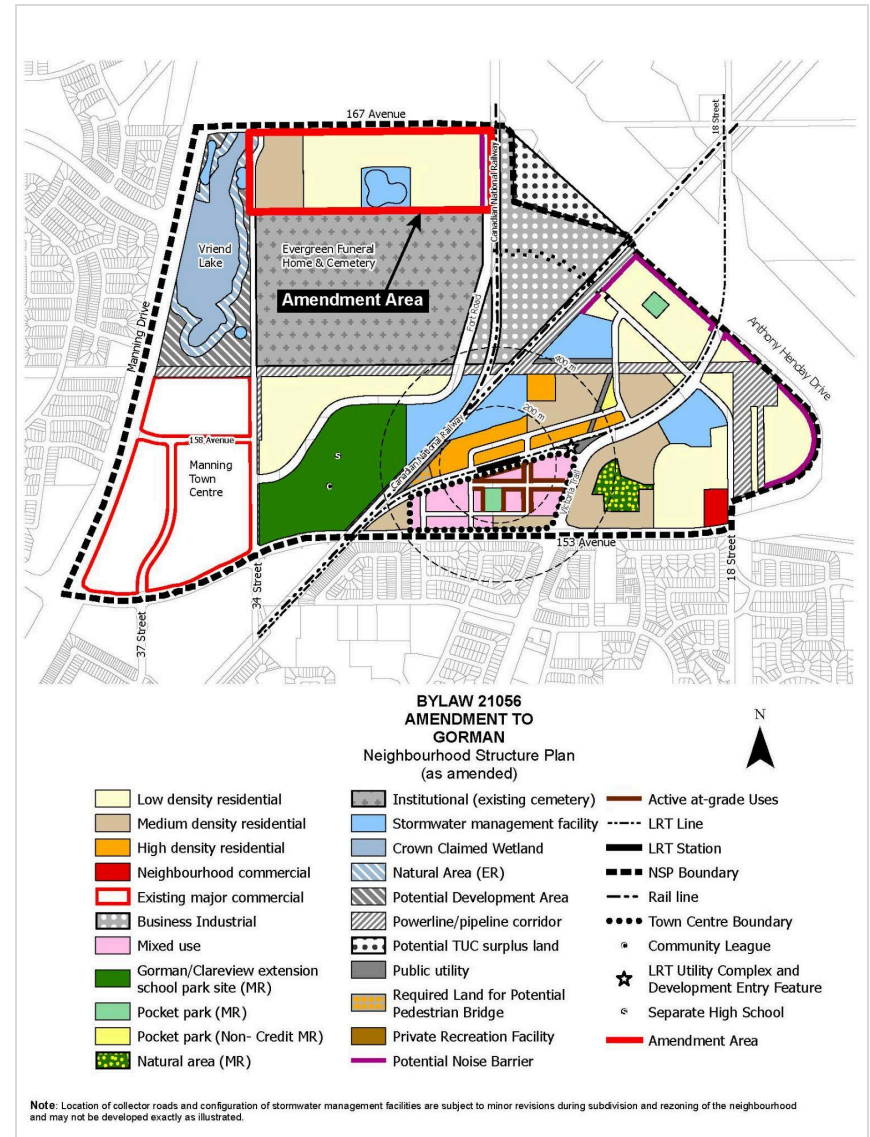 167 Avenue
18 Street
Canadian National Railway
Vriend
Lake
Evergreen Funeral
Home & Cemetery
Amendment Area
Manning Drive
Fort Road
Anthony Henday Drive
400 m
200 m
158 Avenue
Manning
Town
Centre
S
Canadian National Railway
Victoria Trail
153 Avenue
37 Street
34 Street
18 Street
BYLAW 21056
AMENDMENT TO
GORMAN
Neighbourhood Structure Plan
(as amended)
N
Low density residential
Medium density residential
High density residential
Neighbourhood commercial
Existing major commercial
Business Industrial
Mixed use
Gorman/Clareview extension
school park site (MR)
Pocket park (MR)
Pocket park (Non- Credit MR)
Natural area (MR)
Institutional (existing cemetery)
Stormwater management facility
Crown Claimed Wetland
Natural Area (ER)
Potential Development Area
Powerline/pipeline corridor
Potential TUC surplus land
Public utility
Required Land for Potential
Pedestrian Bridge
Private Recreation Facility
Potential Noise Barrier
Active at-grade Uses
LRT Line
LRT Station
NSP Boundary
Rail line
Town Centre Boundary
Community League
LRT Utility Complex and
Development Entry Feature
Separate High School
Amendment Area
Note: Location of collector roads and configuration of stormwater management facilities are subject to minor revisions during subdivision and rezoning of the neighbourhood
and may not be developed exactly as illustrated.